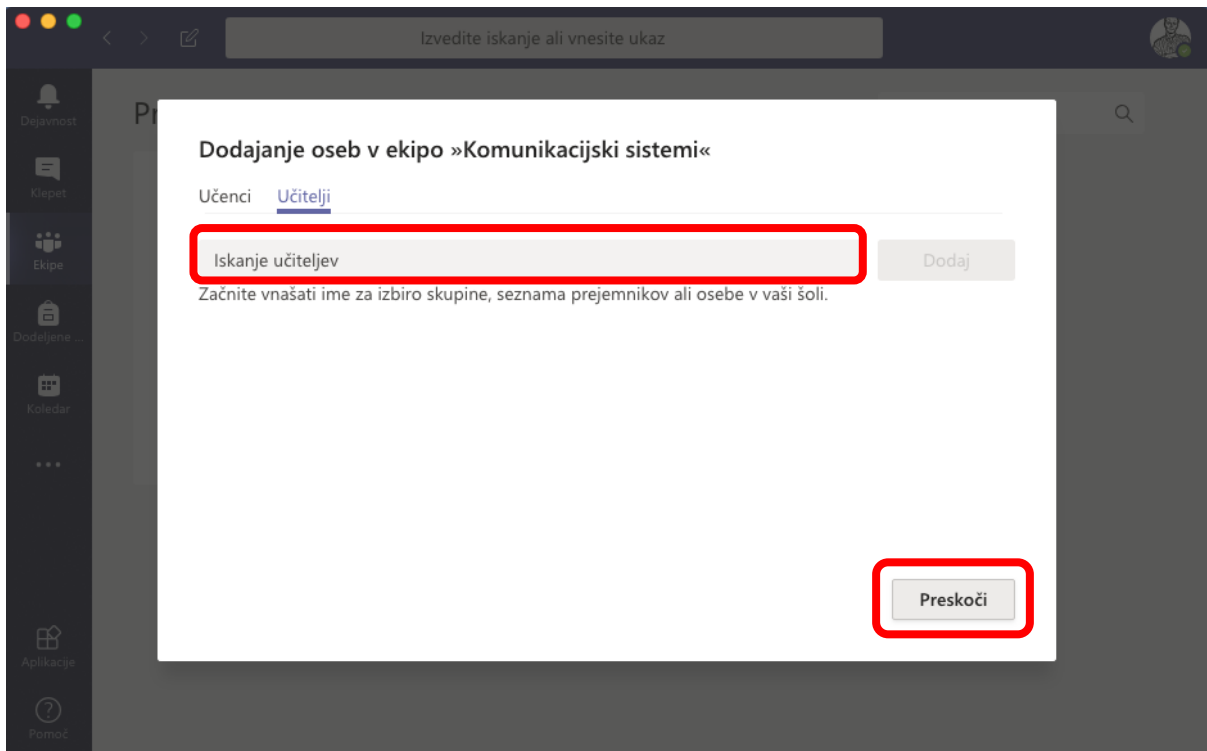 Izvedite iskanje ali vnesite ukaz
Dejavnost
Klepet
Ekipe
Dodeljene ...
Koledar
Aplikacije
Pomoč
Pr
Dodajanje oseb v ekipo »Komunikacijski sistemi«
Učenci Učitelji
Iskanje učiteljev Dodaj
Začnite vnašati ime za izbiro skupine, seznama prejemnikov ali osebe v vaši šoli.
Preskoči